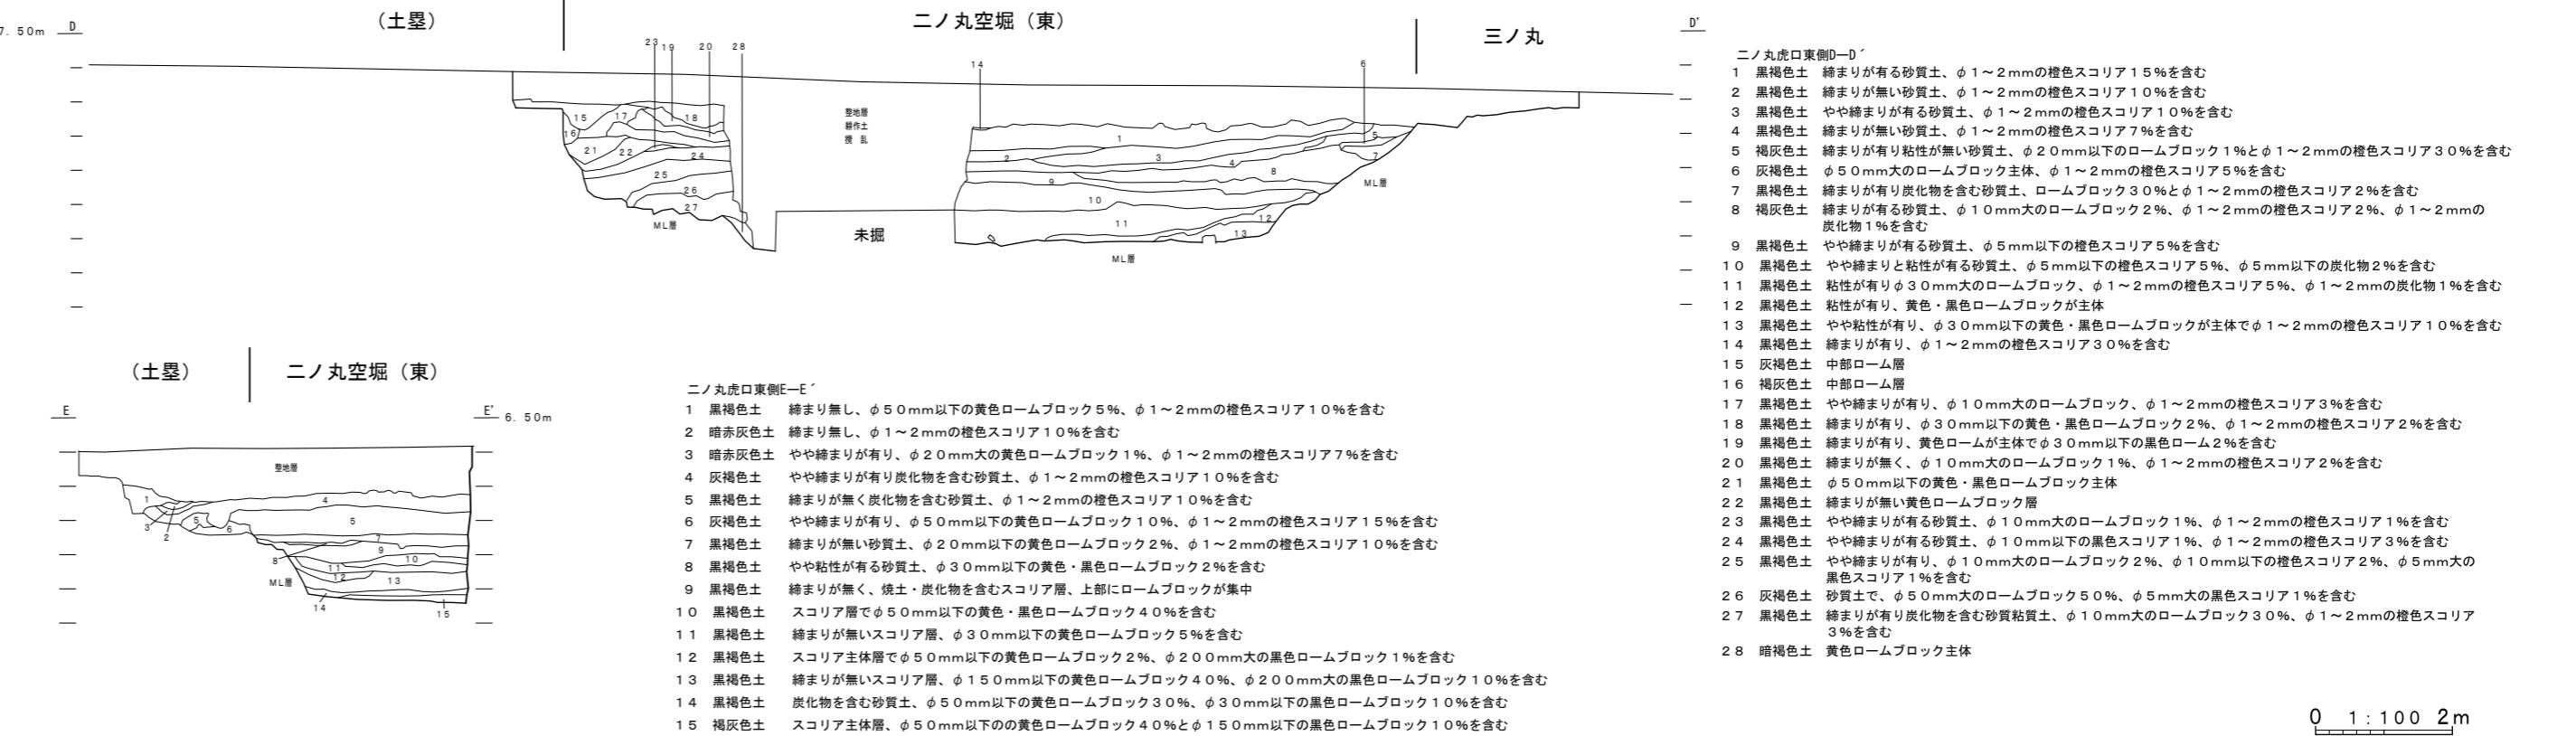 (土塁)
二ノ丸空堀（東）
三ノ丸
7.50m
D
D'
23
19
20
28
14
6
15
16
17
18
21
22
24
25
26
27
整地層
耕作土
撹乱
1
2
3
4
5
7
8
9
10
11
12
13
ML層
ML層
ML層
未掘
二ノ丸虎口東側D―D´
1 黒褐色土 締まりが有る砂質土、φ1～2mmの橙色スコリア15%を含む
2 黒褐色土 締まりが無い砂質土、φ1～2mmの橙色スコリア10%を含む
3 黒褐色土 やや締まりが有る砂質土、φ1～2mmの橙色スコリア10%を含む
4 黒褐色土 締まりが無い砂質土、φ1～2mmの橙色スコリア7%を含む
5 褐灰色土 締まりが有り粘性が無い砂質土、φ20mm以下のロームブロック1%とφ1～2mmの橙色スコリア30%を含む
6 灰褐色土 φ50mm大のロームブロック主体、φ1～2mmの橙色スコリア5%を含む
7 黒褐色土 締まりが有り炭化物を含む砂質土、ロームブロック30%とφ1～2mmの橙色スコリア2%を含む
8 褐灰色土 締まりが有る砂質土、φ10mm大のロームブロック2%、φ1～2mmの橙色スコリア2%、φ1～2mmの
炭化物1%を含む
9 黒褐色土 やや締まりが有る砂質土、φ5mm以下の橙色スコリア5%を含む
10 黒褐色土 やや締まりと粘性が有る砂質土、φ5mm以下の橙色スコリア5%、φ5mm以下の炭化物2%を含む
11 黒褐色土 粘性が有りφ30mm大のロームブロック、φ1～2mmの橙色スコリア5%、φ1～2mmの炭化物1%を含む
12 黒褐色土 粘性が有り、黄色・黒色ロームブロックが主体
13 黒褐色土 やや粘性が有り、φ30mm以下の黄色・黒色ロームブロックが主体でφ1～2mmの橙色スコリア10%を含む
14 黒褐色土 締まりが有り、φ1～2mmの橙色スコリア30%を含む
15 灰褐色土 中部ローム層
16 褐灰色土 中部ローム層
17 黒褐色土 やや締まりが有り、φ10mm大のロームブロック、φ1～2mmの橙色スコリア3%を含む
18 黒褐色土 締まりが有り、φ30mm以下の黄色・黒色ロームブロック2%、φ1～2mmの橙色スコリア2%を含む
19 黒褐色土 締まりが有り、黄色ロームが主体でφ30mm以下の黒色ローム2%を含む
20 黒褐色土 締まりが無く、φ10mm大のロームブロック1%、φ1～2mmの橙色スコリア2%を含む
21 黒褐色土 φ50mm以下の黄色・黒色ロームブロック主体
22 黒褐色土 締まりが無い黄色ロームブロック層
23 黒褐色土 やや締まりが有る砂質土、φ10mm大のロームブロック1%、φ1～2mmの橙色スコリア1%を含む
24 黒褐色土 やや締まりが有る砂質土、φ10mm以下の黒色スコリア1%、φ1～2mmの橙色スコリア3%を含む
25 黒褐色土 やや締まりが有り、φ10mm大のロームブロック2%、φ10mm以下の橙色スコリア2%、φ5mm大の
黒色スコリア1%を含む
26 灰褐色土 砂質土で、φ50mm大のロームブロック50%、φ5mm大の黒色スコリア1%を含む
27 黒褐色土 締まりが有り炭化物を含む砂質粘質土、φ10mm大のロームブロック30%、φ1～2mmの橙色スコリア
3%を含む
28 暗褐色土 黄色ロームブロック主体
(土塁)
二ノ丸空堀（東）
E
E'
6.50m
整地層
1
2
3
4
5
5
6
7
8
9
10
11
12
13
14
15
ML層
二ノ丸虎口東側E―E´
1 黒褐色土 締まり無し、φ50mm以下の黄色ロームブロック5%、φ1～2mmの橙色スコリア10%を含む
2 暗赤灰色土 締まり無し、φ1～2mmの橙色スコリア10%を含む
3 暗赤灰色土 やや締まりが有り、φ20mm大の黄色ロームブロック1%、φ1～2mmの橙色スコリア7%を含む
4 灰褐色土 やや締まりが有り炭化物を含む砂質土、φ1～2mmの橙色スコリア10%を含む
5 黒褐色土 締まりが無く炭化物を含む砂質土、φ1～2mmの橙色スコリア10%を含む
6 灰褐色土 やや締まりが有り、φ50mm以下の黄色ロームブロック10%、φ1～2mmの橙色スコリア15%を含む
7 黒褐色土 締まりが無い砂質土、φ20mm以下の黄色ロームブロック2%、φ1～2mmの橙色スコリア10%を含む
8 黒褐色土 やや粘性が有る砂質土、φ30mm以下の黄色・黒色ロームブロック2%を含む
9 黒褐色土 締まりが無く、焼土・炭化物を含むスコリア層、上部にロームブロックが集中
10 黒褐色土 スコリア層でφ50mm以下の黄色・黒色ロームブロック40%を含む
11 黒褐色土 締まりが無いスコリア層、φ30mm以下の黄色ロームブロック5%を含む
12 黒褐色土 スコリア主体層でφ50mm以下の黄色ロームブロック2%、φ200mm大の黒色ロームブロック1%を含む
13 黒褐色土 締まりが無いスコリア層、φ150mm以下の黄色ロームブロック40%、φ200mm大の黒色ロームブロック10%を含む
14 黒褐色土 炭化物を含む砂質土、φ50mm以下の黄色ロームブロック30%、φ30mm以下の黒色ロームブロック10%を含む
15 褐灰色土 スコリア主体層、φ50mm以下のの黄色ロームブロック40%とφ150mm以下の黒色ロームブロック10%を含む
0 1:100 2m